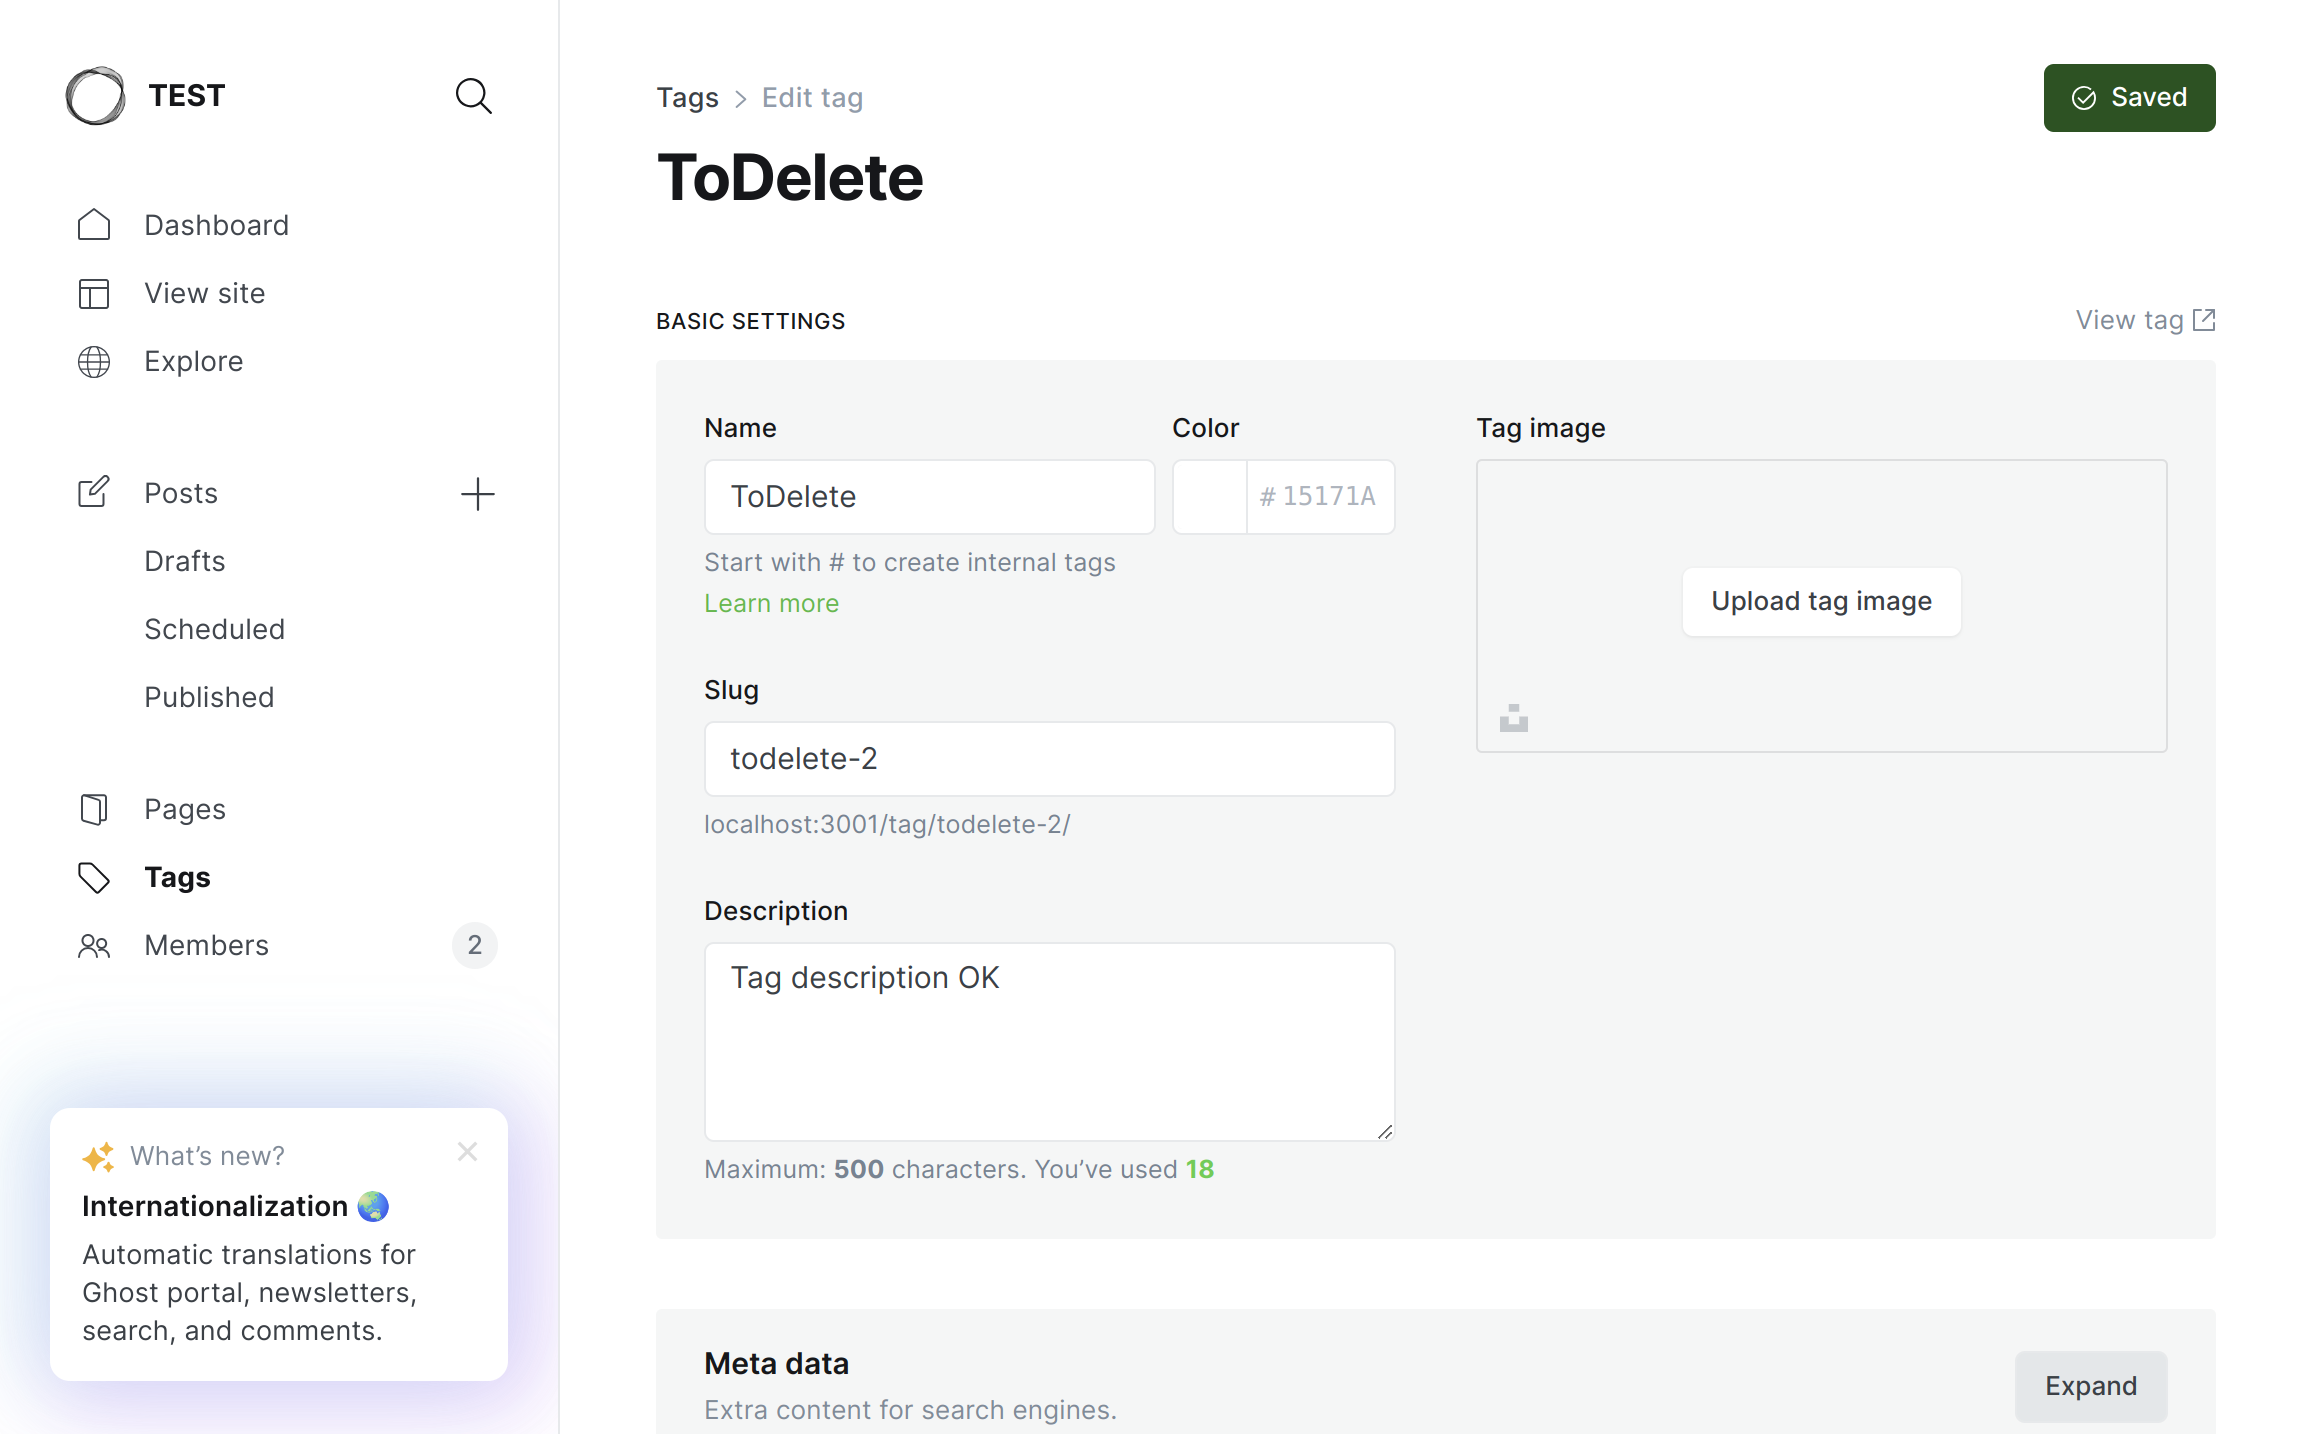 TEST
Dashboard
View site
Explore
Posts
Drafts
Scheduled
Published
Pages
Tags
Members
2
What’s new?
Internationalization 🌏
Automatic translations for
Ghost portal, newsletters,
search, and comments.
Tags > Edit tag
Saved
ToDelete
BASIC SETTINGS
View tag
Name
ToDelete
Start with # to create internal tags
Learn more
Color
# 15171A
Slug
todelete-2
localhost:3001/tag/todelete-2/
Description
Tag description OK
Maximum: 500 characters. You’ve used 18
Tag image
Upload tag image
Meta data
Extra content for search engines.
Expand